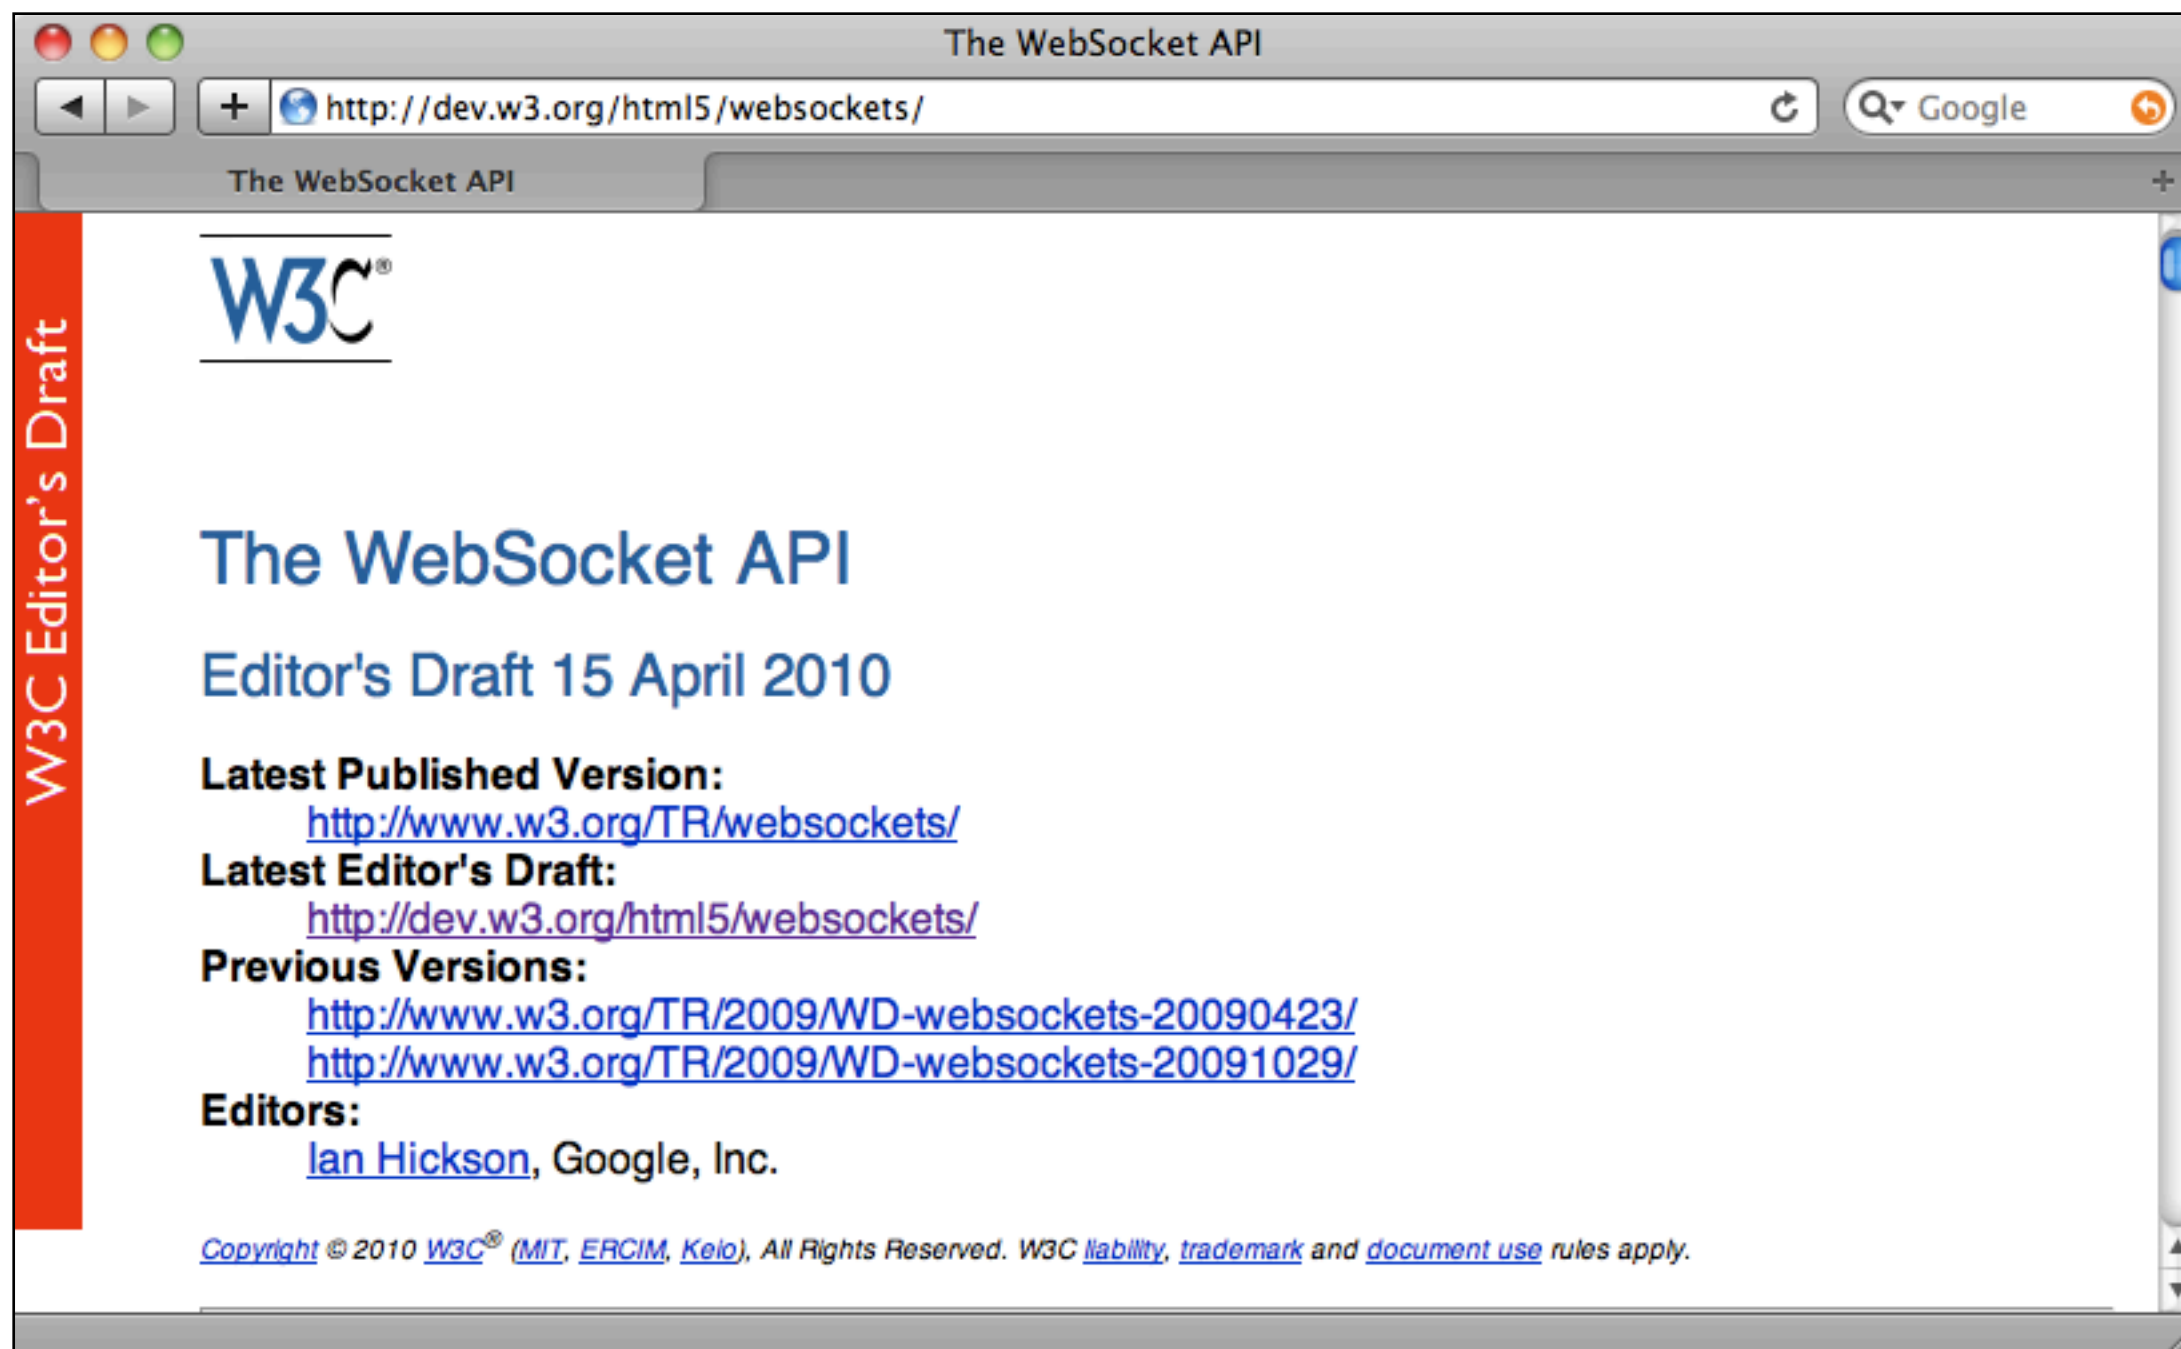 The WebSocket API
http://dev.w3.org/html5/websockets/
Google
The WebSocket API
W3C Editor's Draft
W3C®
The WebSocket API
Editor's Draft 15 April 2010
Latest Published Version:
http://www.w3.org/TR/websockets/
Latest Editor's Draft:
http://dev.w3.org/html5/websockets/
Previous Versions:
http://www.w3.org/TR/2009/WD-websockets-20090423/
http://www.w3.org/TR/2009/WD-websockets-20091029/
Editors:
Ian Hickson, Google, Inc.
Copyright © 2010 W3C® (MIT, ERCIM, Keio), All Rights Reserved. W3C liability, trademark and document use rules apply.